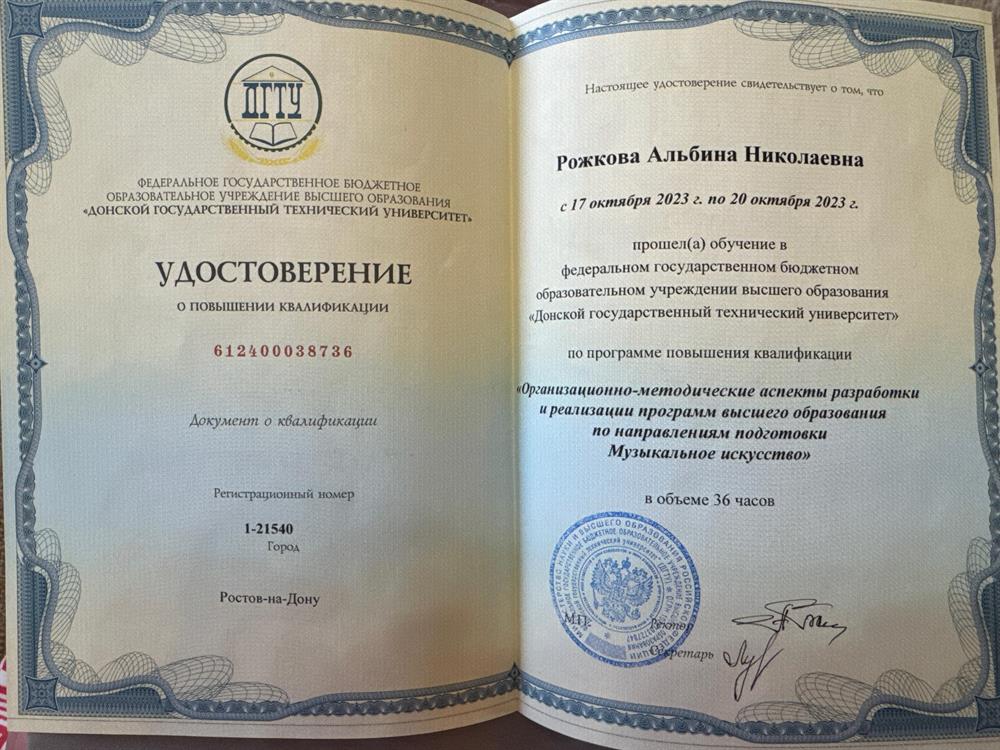 ДГТУ
ФЕДЕРАЛЬНОЕ ГОСУДАРСТВЕННОЕ БЮДЖЕТНОЕ
ОБРАЗОВАТЕЛЬНОЕ УЧРЕЖДЕНИЕ ВЫСШЕГО ОБРАЗОВАНИЯ
«ДОНСКОЙ ГОСУДАРСТВЕННЫЙ ТЕХНИЧЕСКИЙ УНИВЕРСИТЕТ»
УДОСТОВЕРЕНИЕ
О ПОВЫШЕНИИ КВАЛИФИКАЦИИ
612400038736
Документ о квалификации
Регистрационный номер
1-21540
Город
Ростов-на-Дону
Настоящее удостоверение свидетельствует о том, что
Рожкова Альбина Николаевна
с 17 октября 2023 г. по 20 октября 2023 г.
прошел(а) обучение в
федеральном государственном бюджетном
образовательном учреждении высшего образования
«Донской государственный технический университет»
по программе повышения квалификации
«Организационно-методические аспекты разработки
и реализации программ высшего образования
по направлениям подготовки
Музыкальное искусство»
в объеме 36 часов
М.П.
Ректор
Секретарь